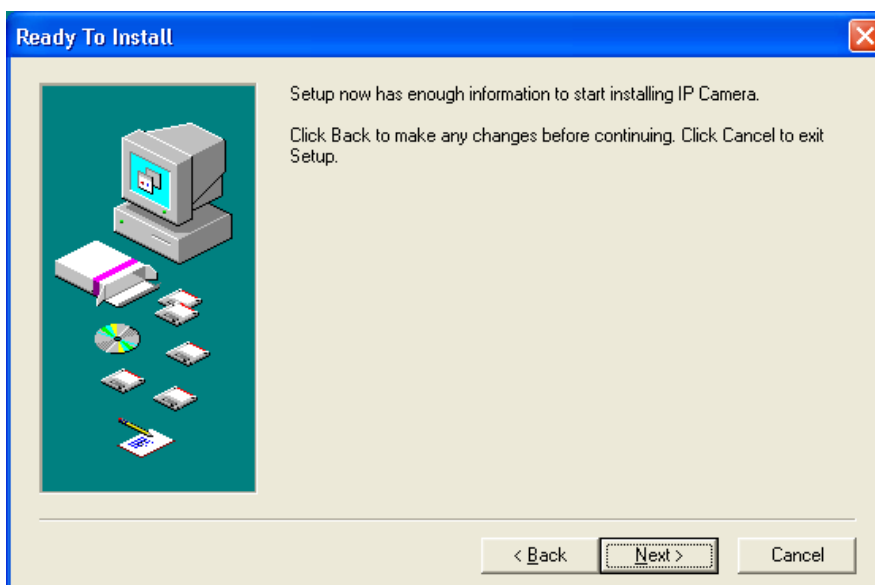 Ready To Install
Setup now has enough information to start installing IP Camera.
Click Back to make any changes before continuing. Click Cancel to exit
Setup.
< Back
Next >
Cancel